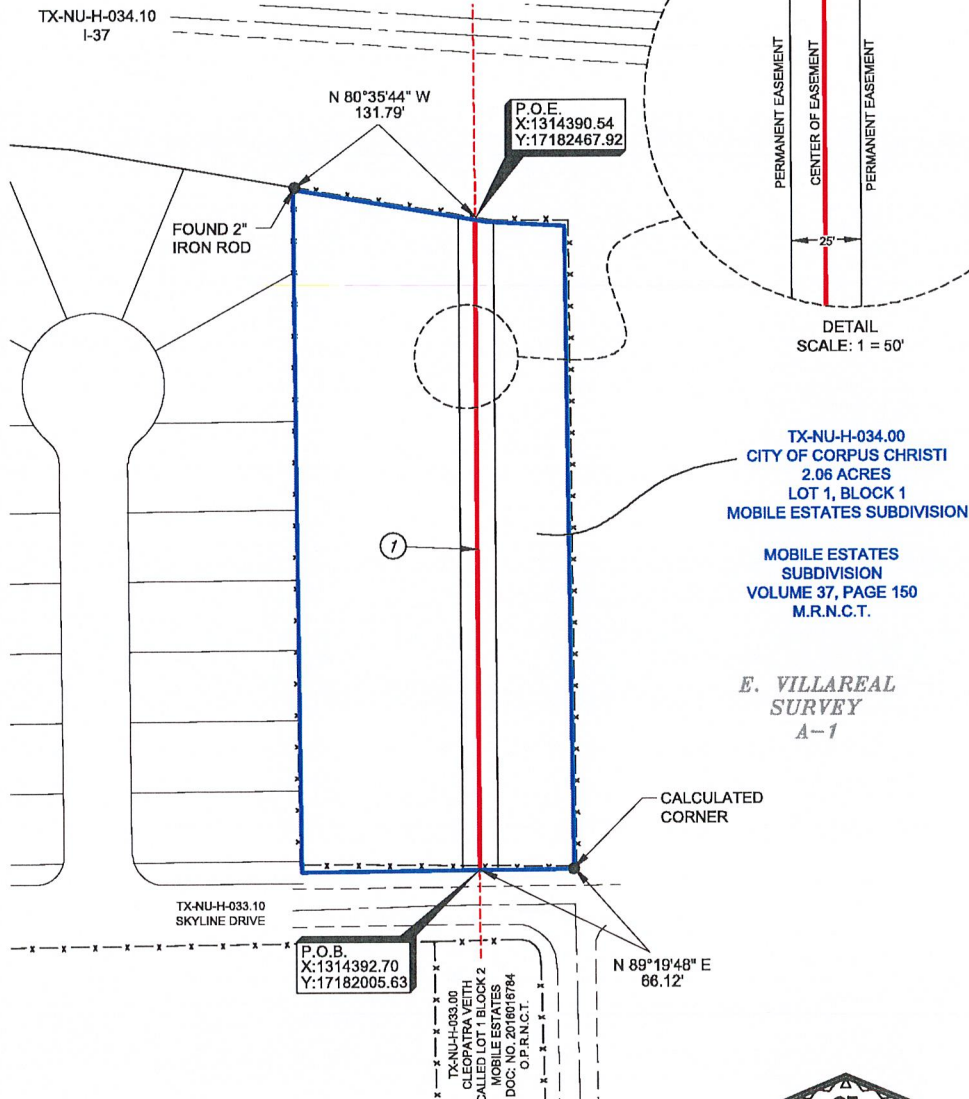 TX-NU-H-034.10
I-37
N 80°35'44" W
131.79'
P.O.E.
X:1314390.54
Y:17182467.92
PERMANENT EASEMENT
CENTER OF EASEMENT
PERMANENT EASEMENT
25'
DETAIL
SCALE: 1 = 50'
FOUND 2"
IRON ROD
TX-NU-H-034.00
CITY OF CORPUS CHRISTI
2.06 ACRES
LOT 1, BLOCK 1
MOBILE ESTATES SUBDIVISION
MOBILE ESTATES
SUBDIVISION
VOLUME 37, PAGE 150
M.R.N.C.T.
1
E. VILLAREAL
SURVEY
A-1
CALCULATED
CORNER
TX-NU-H-033.10
SKYLINE DRIVE
P.O.B.
X:1314392.70
Y:17182005.63
N 89°19'48" E
66.12'
TX-NU-H-033.00
CLEOPATRA VEITH
CALLED LOT 1 BLOCK 2
MOBILE ESTATES
DOC. NO. 2016016784
O.P.R.N.C.T.